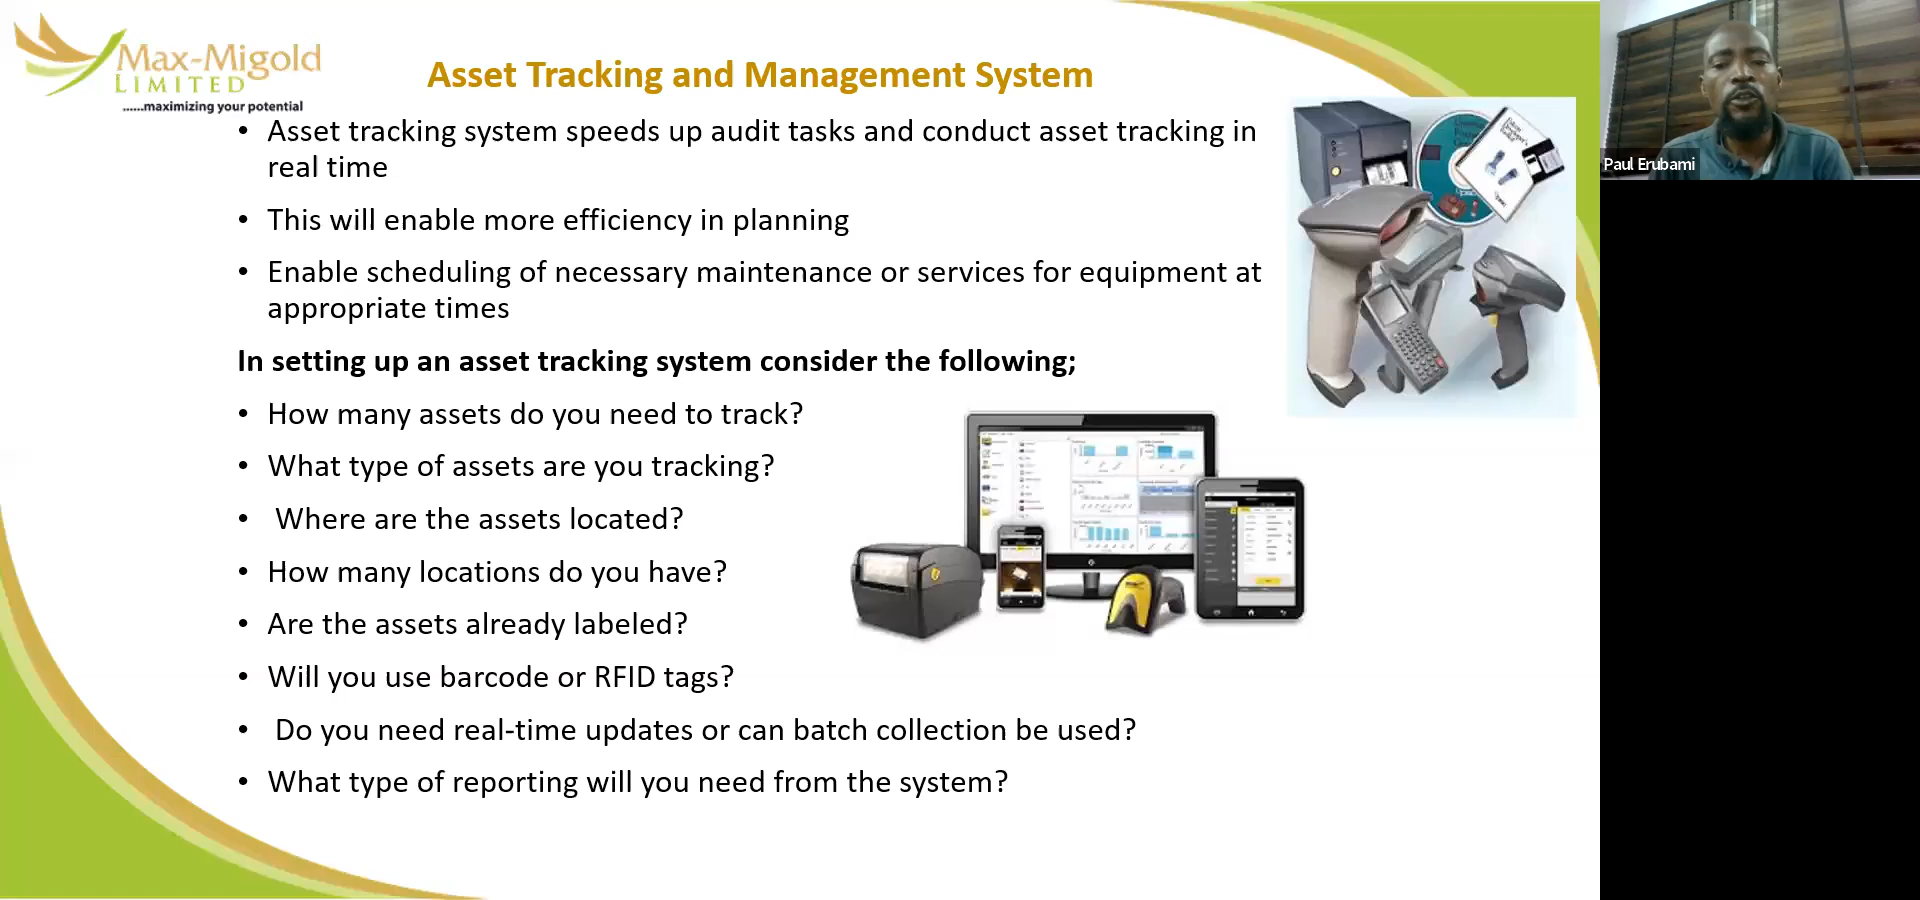 Max-Migold
LIMITED
......maximizing your potential
Asset Tracking and Management System
• Asset tracking system speeds up audit tasks and conduct asset tracking in
real time
• This will enable more efficiency in planning
• Enable scheduling of necessary maintenance or services for equipment at
appropriate times
In setting up an asset tracking system consider the following;
• How many assets do you need to track?
• What type of assets are you tracking?
• Where are the assets located?
• How many locations do you have?
• Are the assets already labeled?
• Will you use barcode or RFID tags?
• Do you need real-time updates or can batch collection be used?
• What type of reporting will you need from the system?
Paul Erubami